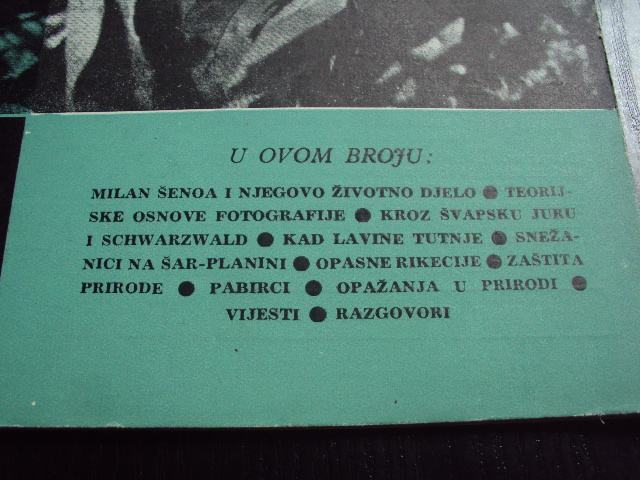 U OVOM BROJU:
MILAN ŠENOA I NJEGOVO ŽIVOTNO DJELO ● TEORIJ-
SKE OSNOVE FOTOGRAFIJE ● KROZ ŠVAPSKU JURU
I SCHWARZWALD ● KAD LAVINE TUTNJE ● SNEŽA-
NICI NA ŠAR-PLANINI ● OPASNE RIKECIJE ● ZAŠTITA
PRIRODE ● PABIRCI ● OPAŽANJA U PRIRODI ●
VIJESTI ● RAZGOVORI